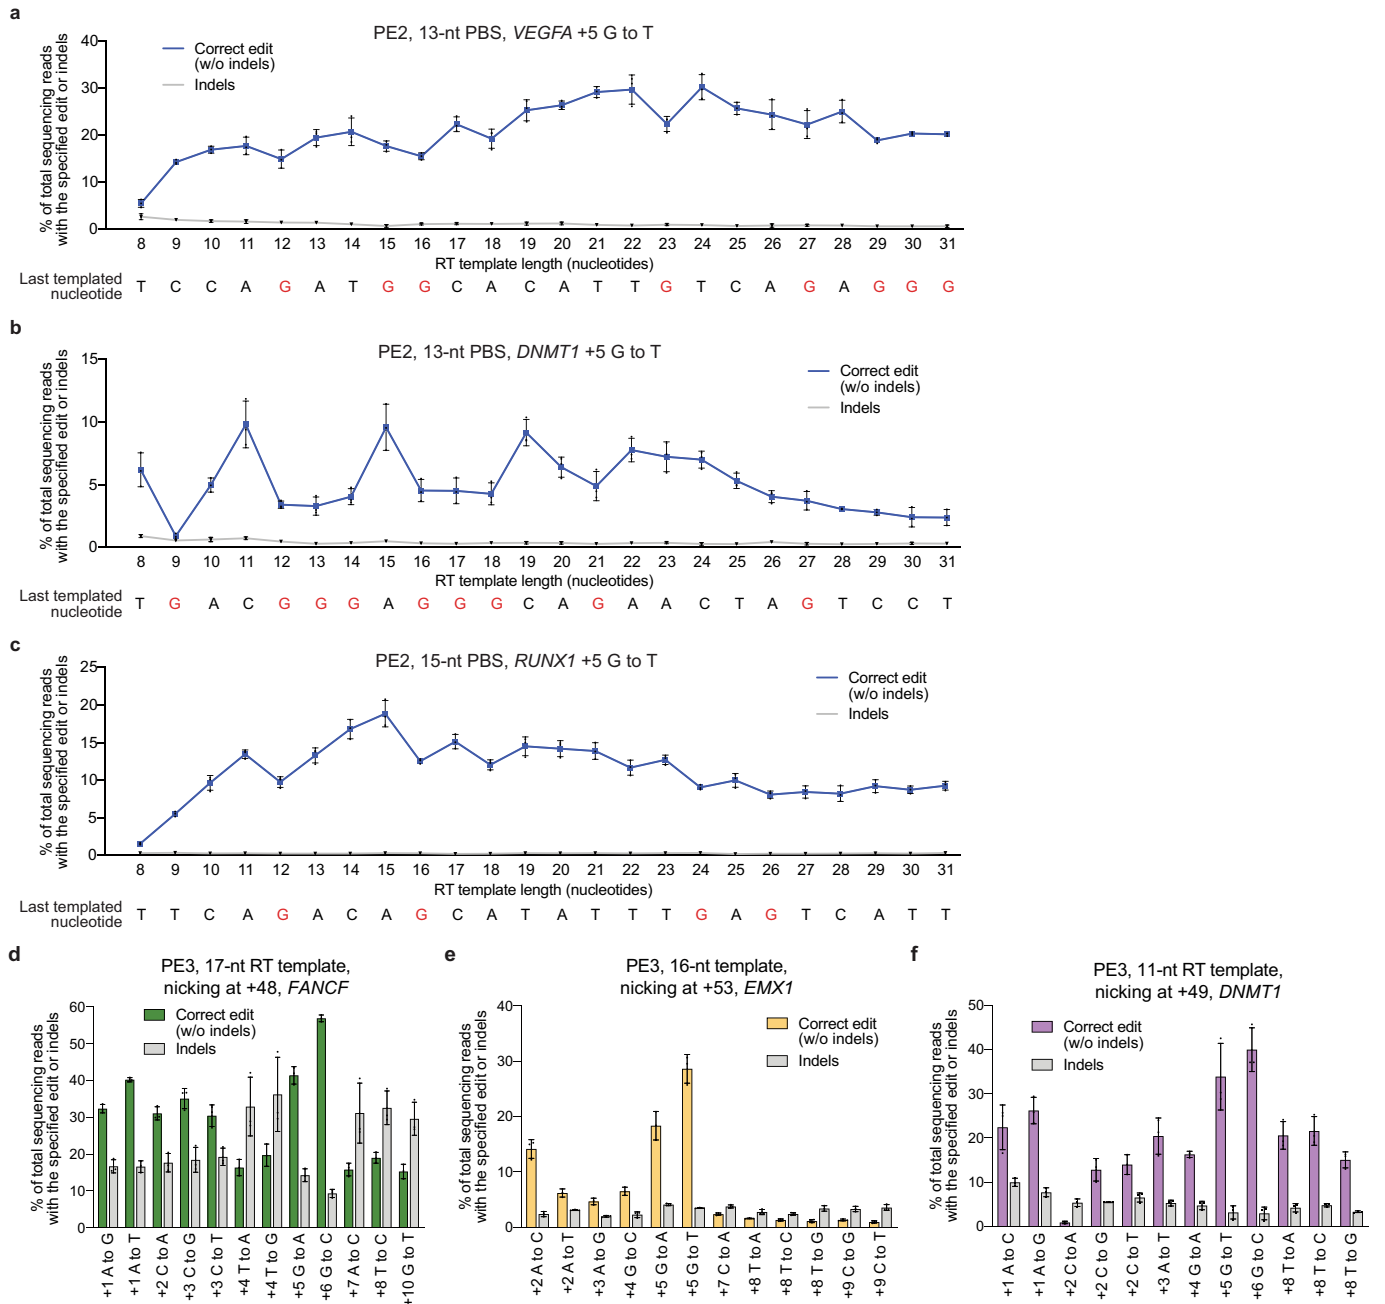 a
PE2, 13-nt PBS, VEGFA +5 G to T
% of total sequencing reads
with the specified edit or indels
40
30
20
10
0
Correct edit
(w/o indels)
Indels
8 9 10 11 12 13 14 15 16 17 18 19 20 21 22 23 24 25 26 27 28 29 30 31
RT template length (nucleotides)
Last templated
nucleotide
T C C A G A T G G C A C A T T G T C A G A G G G
b
PE2, 13-nt PBS, DNMT1 +5 G to T
% of total sequencing reads
with the specified edit or indels
15
10
5
0
Correct edit
(w/o indels)
Indels
8 9 10 11 12 13 14 15 16 17 18 19 20 21 22 23 24 25 26 27 28 29 30 31
RT template length (nucleotides)
Last templated
nucleotide
T G A C G G G A G G G C A G A A C T A G T C C T
c
PE2, 15-nt PBS, RUNX1 +5 G to T
% of total sequencing reads
with the specified edit or indels
25
20
15
10
5
0
Correct edit
(w/o indels)
Indels
8 9 10 11 12 13 14 15 16 17 18 19 20 21 22 23 24 25 26 27 28 29 30 31
RT template length (nucleotides)
Last templated
nucleotide
T T C A G A C A G C A T A T T T G A G T C A T T
d
PE3, 17-nt RT template,
nicking at +48, FANCF
% of total sequencing reads
with the specified edit or indels
60
50
40
30
20
10
0
Correct edit
(w/o indels)
Indels
+1 A to G
+1 A to T
+2 C to A
+3 C to G
+3 C to T
+4 T to A
+4 T to G
+5 G to A
+6 G to C
+7 A to C
+8 T to C
+10 G to T
e
PE3, 16-nt template,
nicking at +53, EMX1
% of total sequencing reads
with the specified edit or indels
40
30
20
10
0
Correct edit
(w/o indels)
Indels
+2 A to C
+2 A to T
+3 A to G
+4 G to C
+5 G to A
+5 G to T
+7 C to A
+8 T to A
+8 T to C
+8 T to G
+9 C to G
+9 C to T
f
PE3, 11-nt RT template,
nicking at +49, DNMT1
% of total sequencing reads
with the specified edit or indels
50
40
30
20
10
0
Correct edit
(w/o indels)
Indels
+1 A to C
+1 A to G
+2 C to A
+2 C to G
+2 C to T
+3 A to T
+4 G to A
+5 G to T
+6 G to C
+8 T to A
+8 T to C
+8 T to G